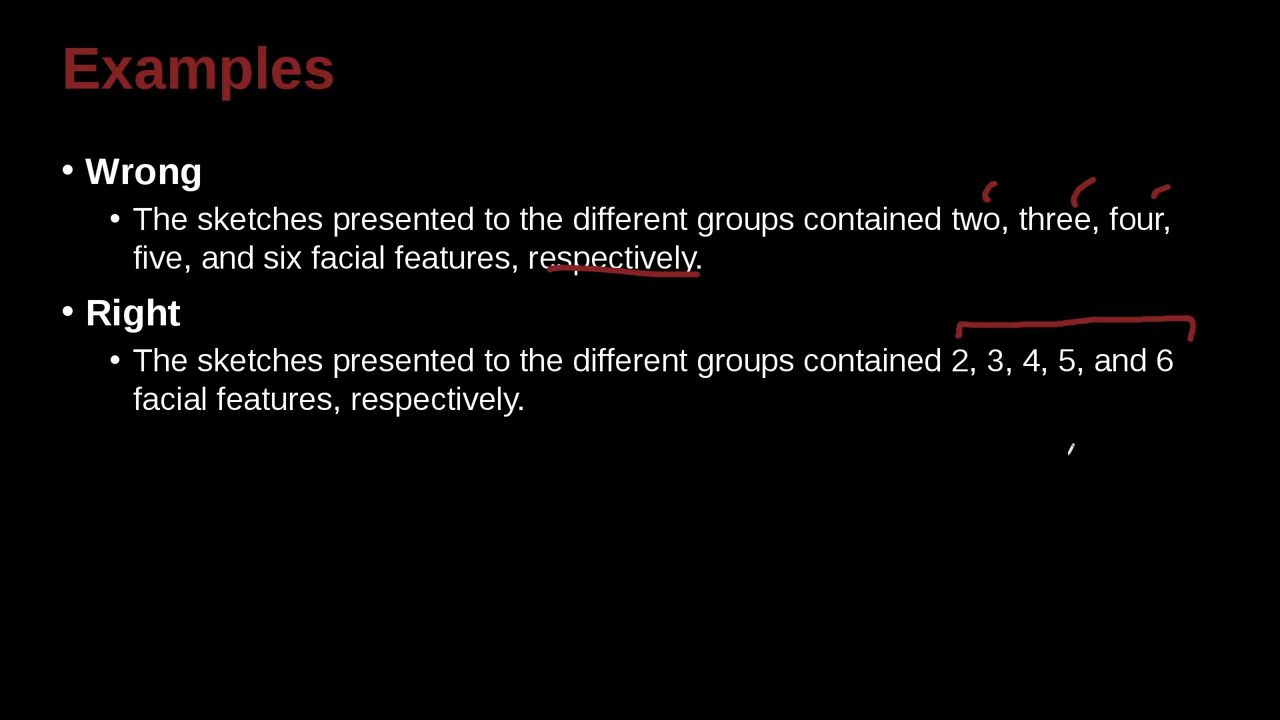 Examples
• Wrong
• The sketches presented to the different groups contained two, three, four,
five, and six facial features, respectively.
• Right
• The sketches presented to the different groups contained 2, 3, 4, 5, and 6
facial features, respectively.